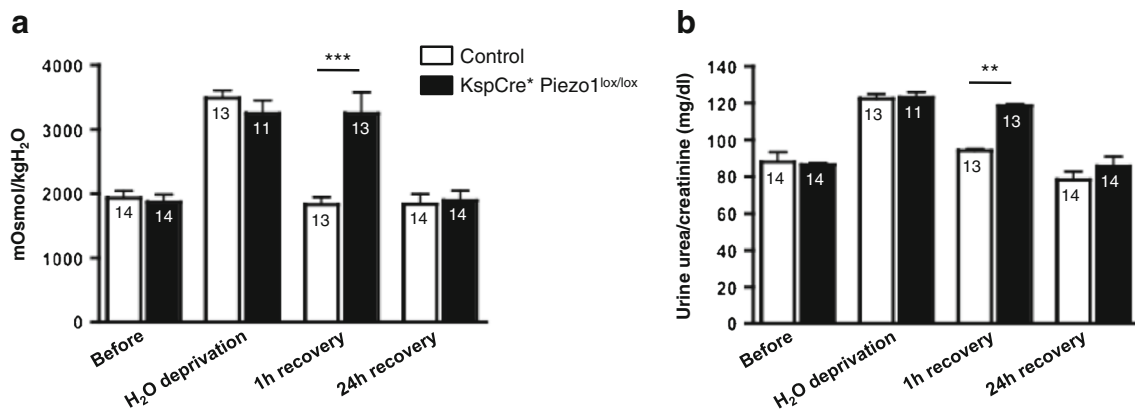 a
mOsmol/kgH₂O
4000
3000
2000
1000
0
14
14
13
11
13
13
14
14
***
Before
H₂O deprivation
1h recovery
24h recovery
Control
KspCre* Piezo1lox/lox
b
Urine urea/creatinine (mg/dl)
140
120
100
80
60
40
20
0
14
14
13
11
13
13
14
14
**
Before
H₂O deprivation
1h recovery
24h recovery